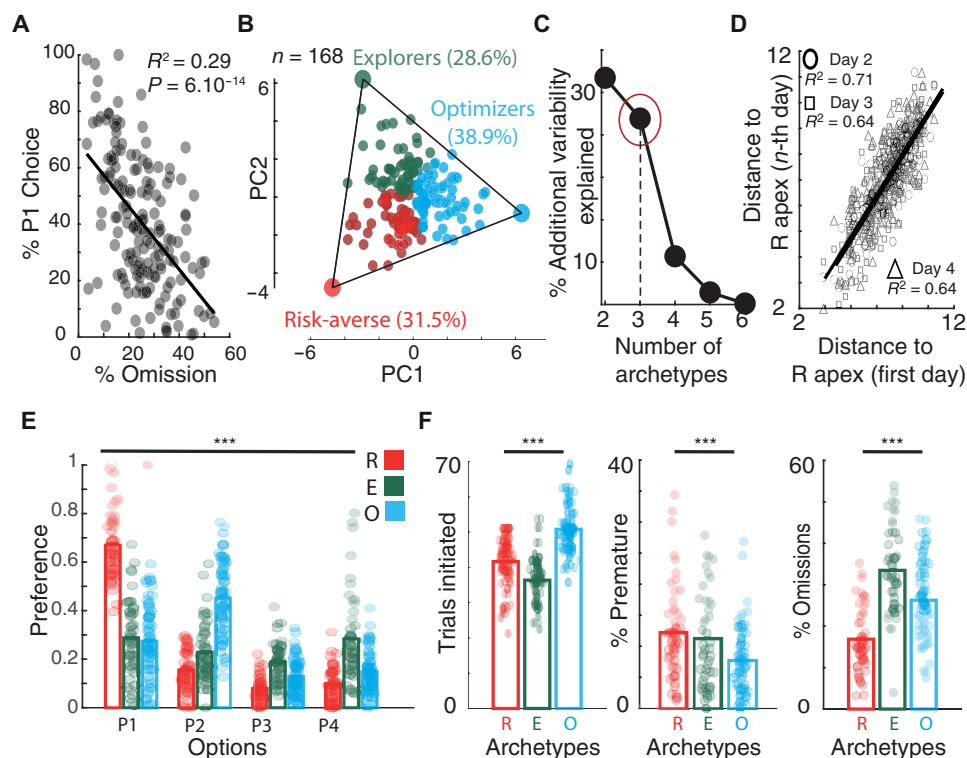 A
R² = 0.29
P = 6.10⁻¹⁴
% P1 Choice
100
80
60
40
20
0
0 20 40 60
% Omission
B
n = 168
Explorers (28.6%)
Optimizers
(38.9%)
Risk-averse (31.5%)
PC2
6
−4
−6 0 6
PC1
C
% Additional variability
explained
30
10
2 3 4 5 6
Number of
archetypes
D
Day 2
R² = 0.71
Day 3
R² = 0.64
Day 4
R² = 0.64
Distance to
R apex (n-th day)
12
2
2 12
Distance to
R apex (first day)
E
***
R
E
O
Preference
1
0.8
0.6
0.4
0.2
0
P1 P2 P3 P4
Options
F
***
Trials initiated
70
0
R E O
Archetypes
***
% Premature
40
0
R E O
Archetypes
***
% Omissions
60
0
R E O
Archetypes